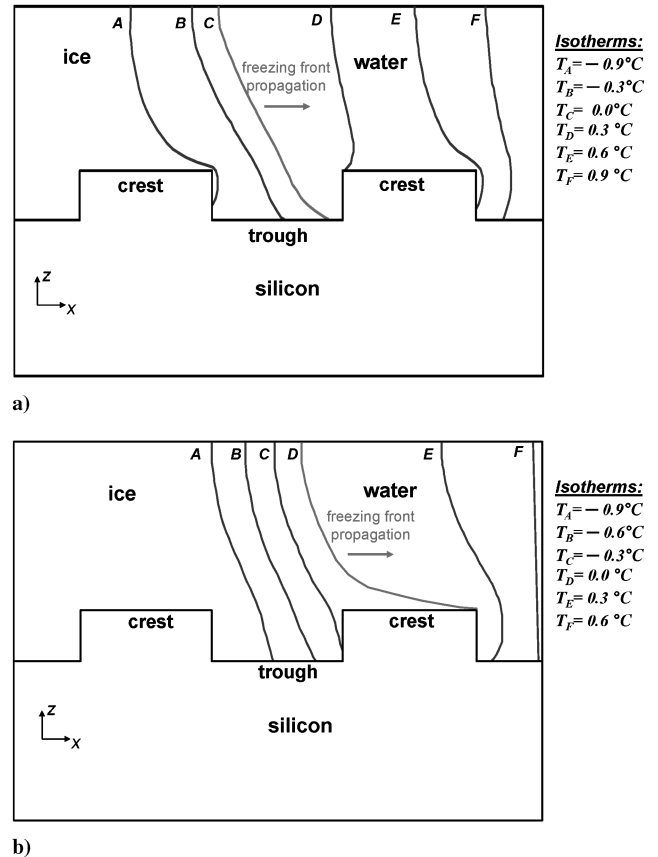 A B C D E F
ice
water
freezing front
propagation
crest
crest
trough
silicon
z
x
Isotherms:
T_A= – 0.9°C
T_B= – 0.3°C
T_C= 0.0°C
T_D= 0.3 °C
T_E= 0.6 °C
T_F= 0.9 °C
a)
A B C D E F
ice
water
freezing front
propagation
crest
crest
trough
silicon
z
x
Isotherms:
T_A= – 0.9°C
T_B= – 0.6°C
T_C= – 0.3°C
T_D= 0.0 °C
T_E= 0.3 °C
T_F= 0.6 °C
b)